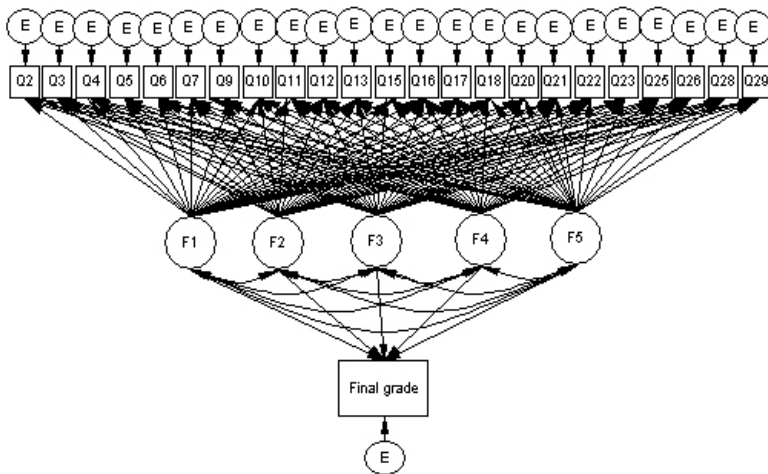 E E E E E E E E E E E E E E E E E E E E E E E
Q2 Q3 Q4 Q5 Q6 Q7 Q9 Q10 Q11 Q12 Q13 Q15 Q16 Q17 Q18 Q20 Q21 Q22 Q23 Q25 Q26 Q28 Q29
F1 F2 F3 F4 F5
Final grade
E